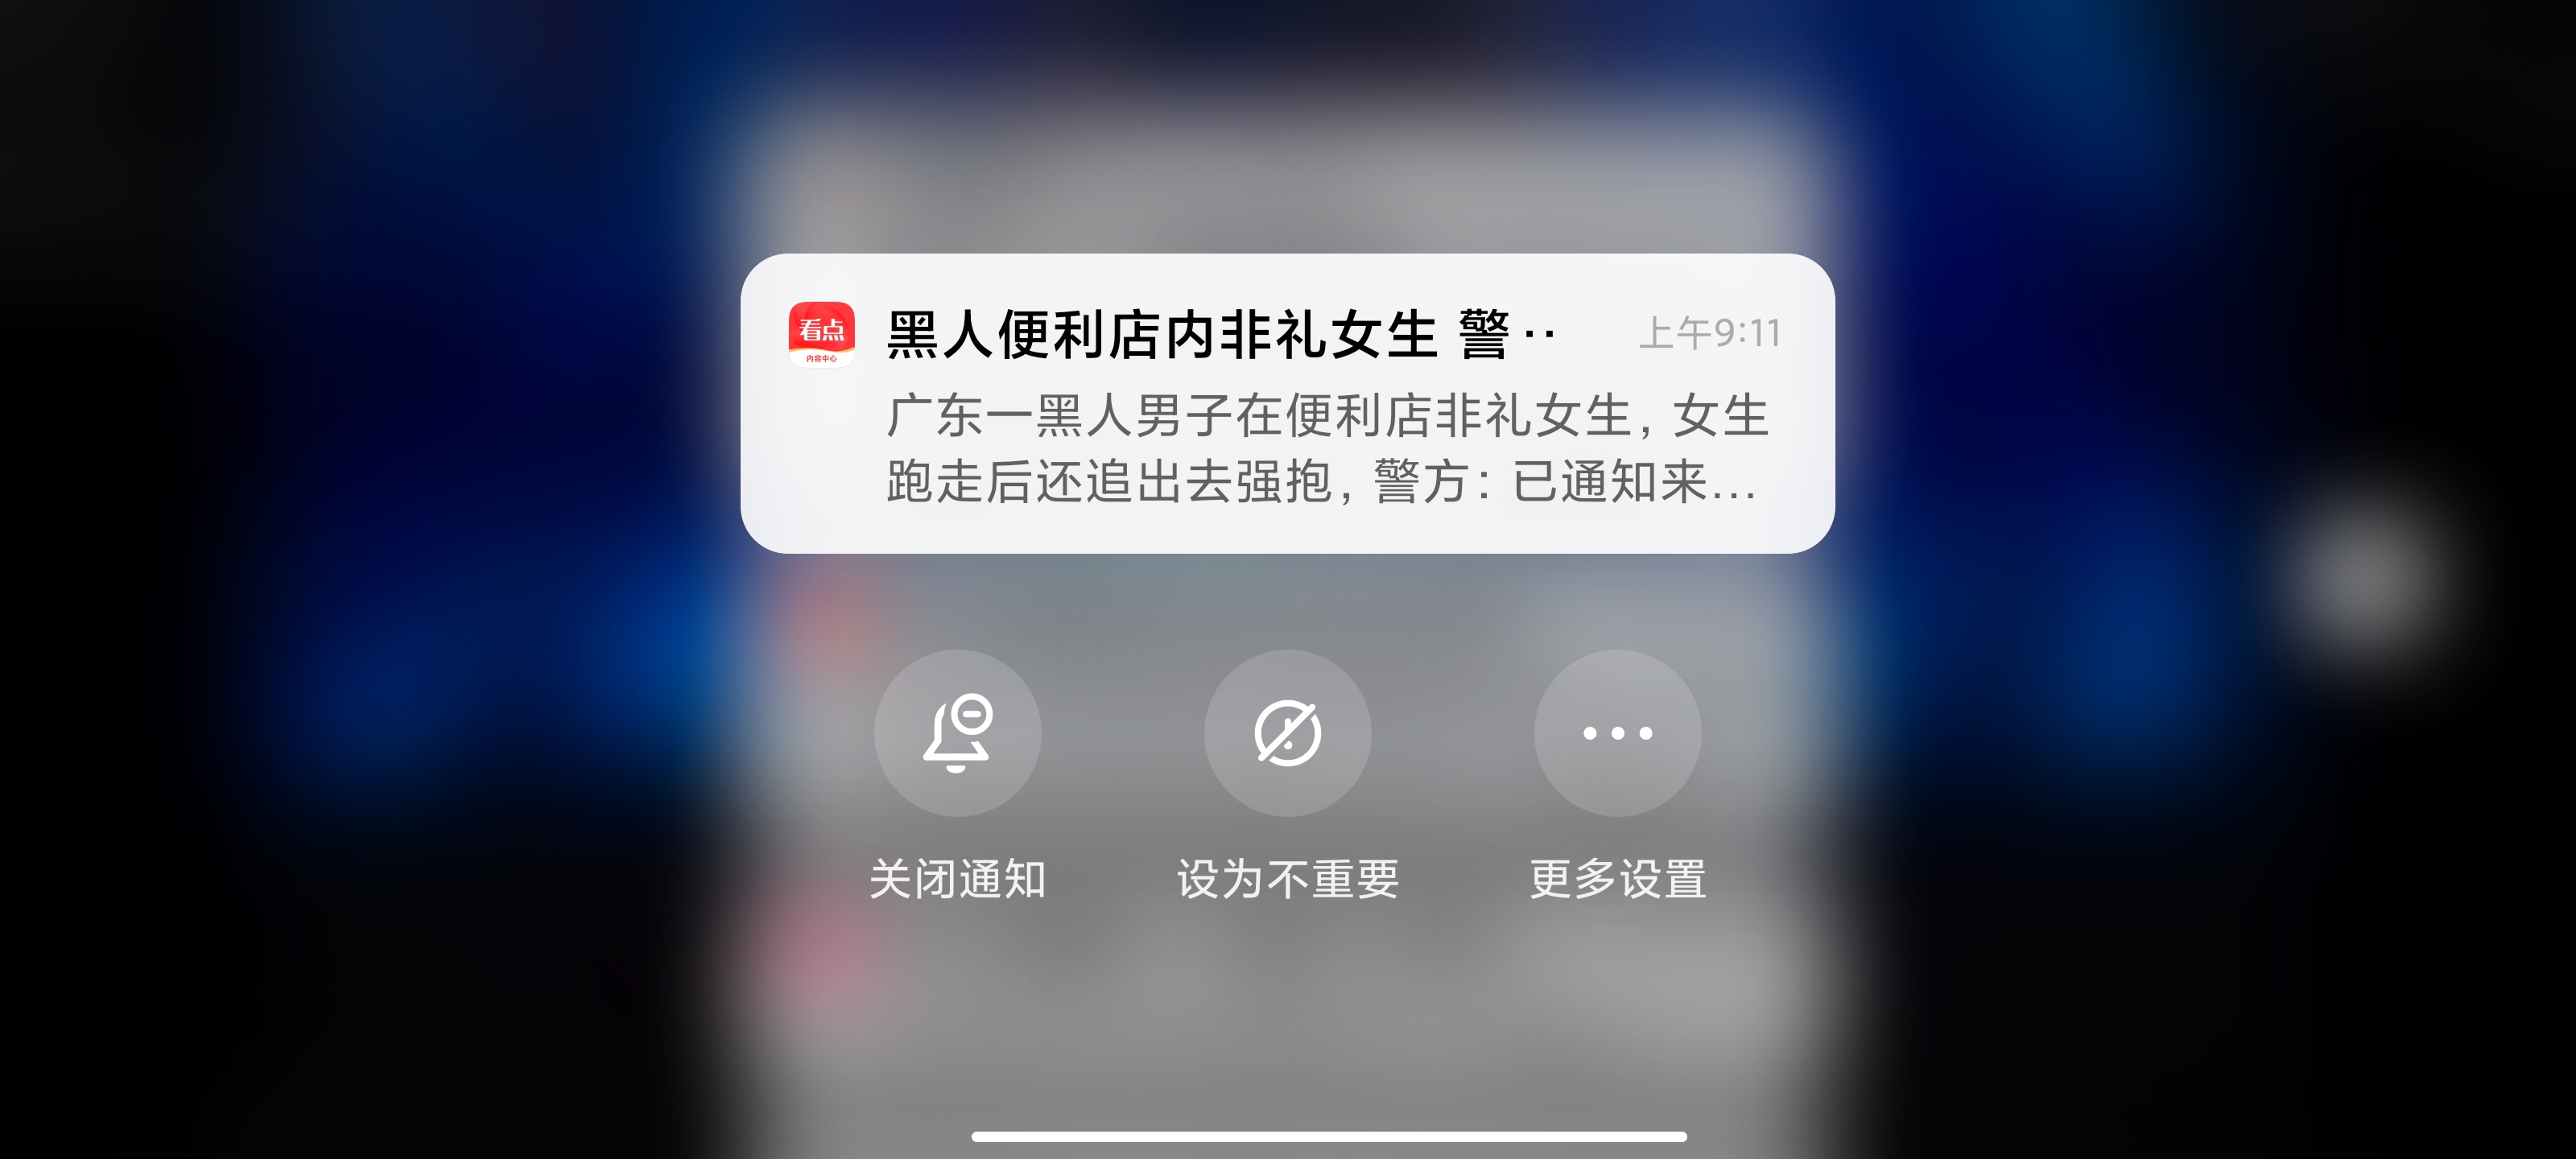 看点
内容中心
黑人便利店内非礼女生 警··
上午9:11
广东一黑人男子在便利店非礼女生，女生
跑走后还追出去强抱，警方：已通知来...
关闭通知
设为不重要
更多设置